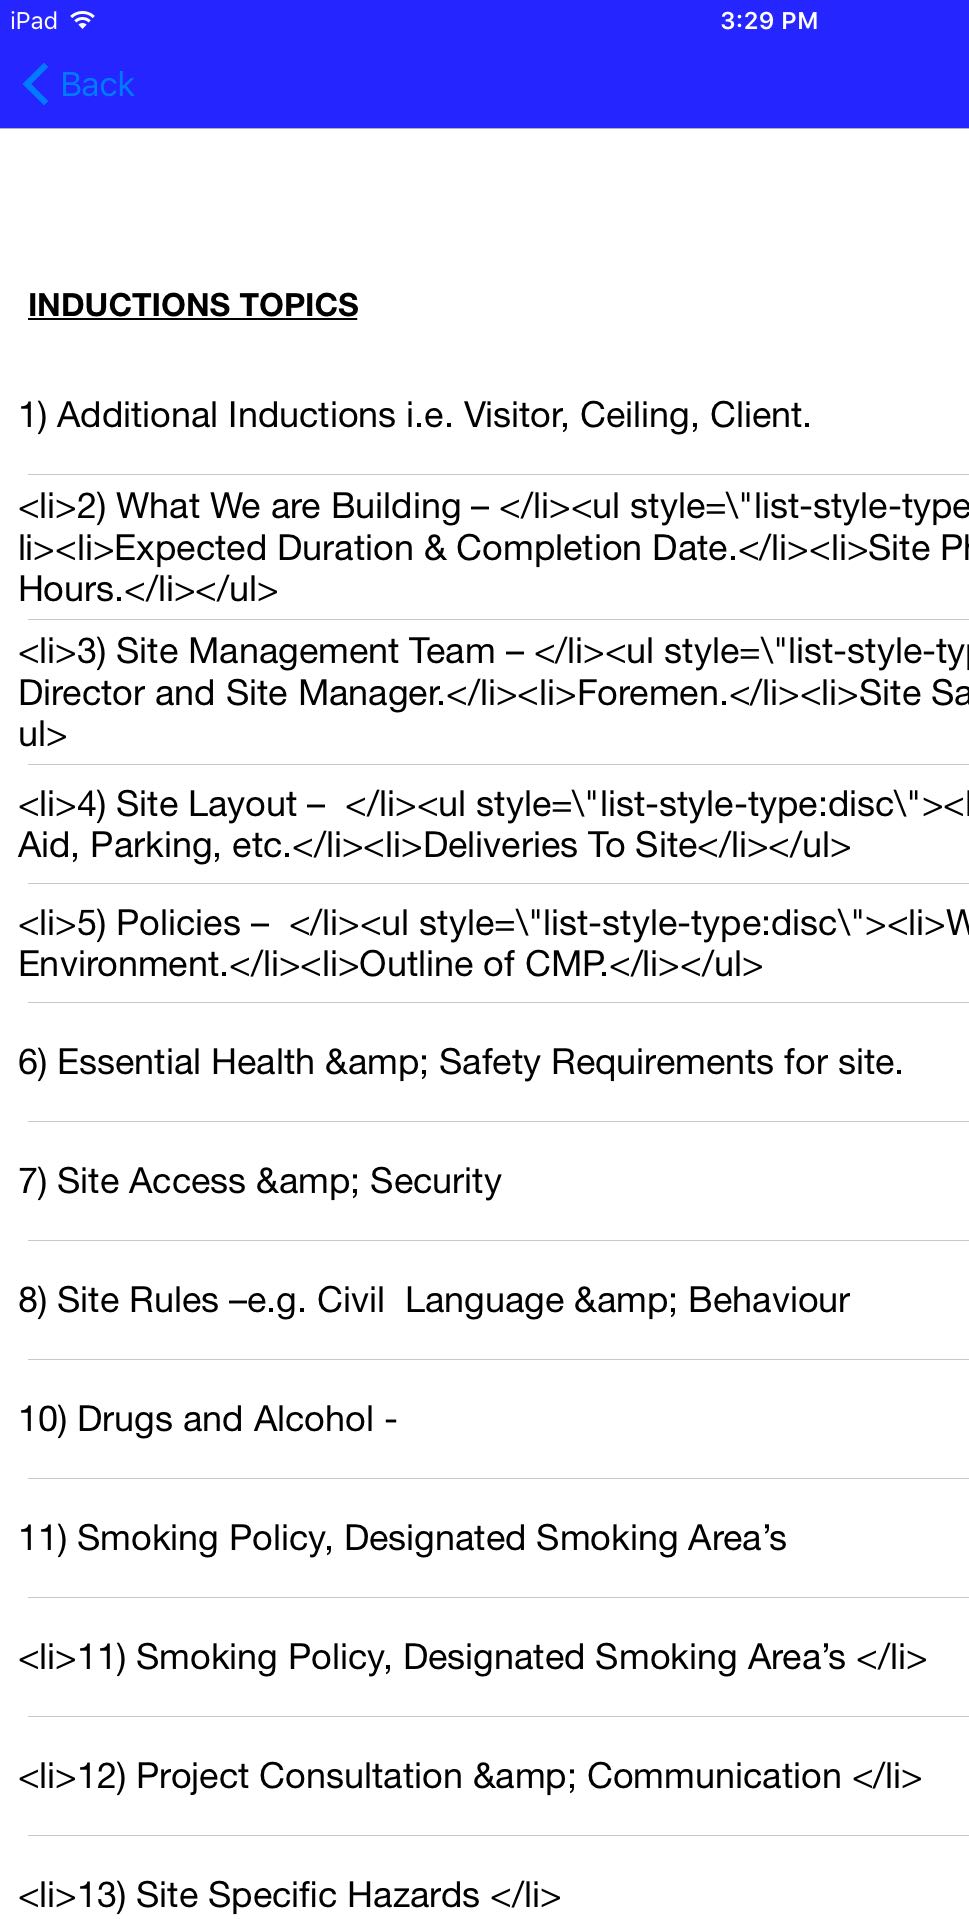 iPad 3:29 PM
Back
INDUCTIONS TOPICS
1) Additional Inductions i.e. Visitor, Ceiling, Client.
<li>2) What We are Building – </li><ul style=\"list-style-type
li><li>Expected Duration & Completion Date.</li><li>Site Ph
Hours.</li></ul>
<li>3) Site Management Team – </li><ul style=\"list-style-typ
Director and Site Manager.</li><li>Foremen.</li><li>Site Sa
ul>
<li>4) Site Layout –  </li><ul style=\"list-style-type:disc\"><l
Aid, Parking, etc.</li><li>Deliveries To Site</li></ul>
<li>5) Policies –  </li><ul style=\"list-style-type:disc\"><li>W
Environment.</li><li>Outline of CMP.</li></ul>
6) Essential Health &amp; Safety Requirements for site.
7) Site Access &amp; Security
8) Site Rules –e.g. Civil  Language &amp; Behaviour
10) Drugs and Alcohol -
11) Smoking Policy, Designated Smoking Area’s
<li>11) Smoking Policy, Designated Smoking Area’s </li>
<li>12) Project Consultation &amp; Communication </li>
<li>13) Site Specific Hazards </li>